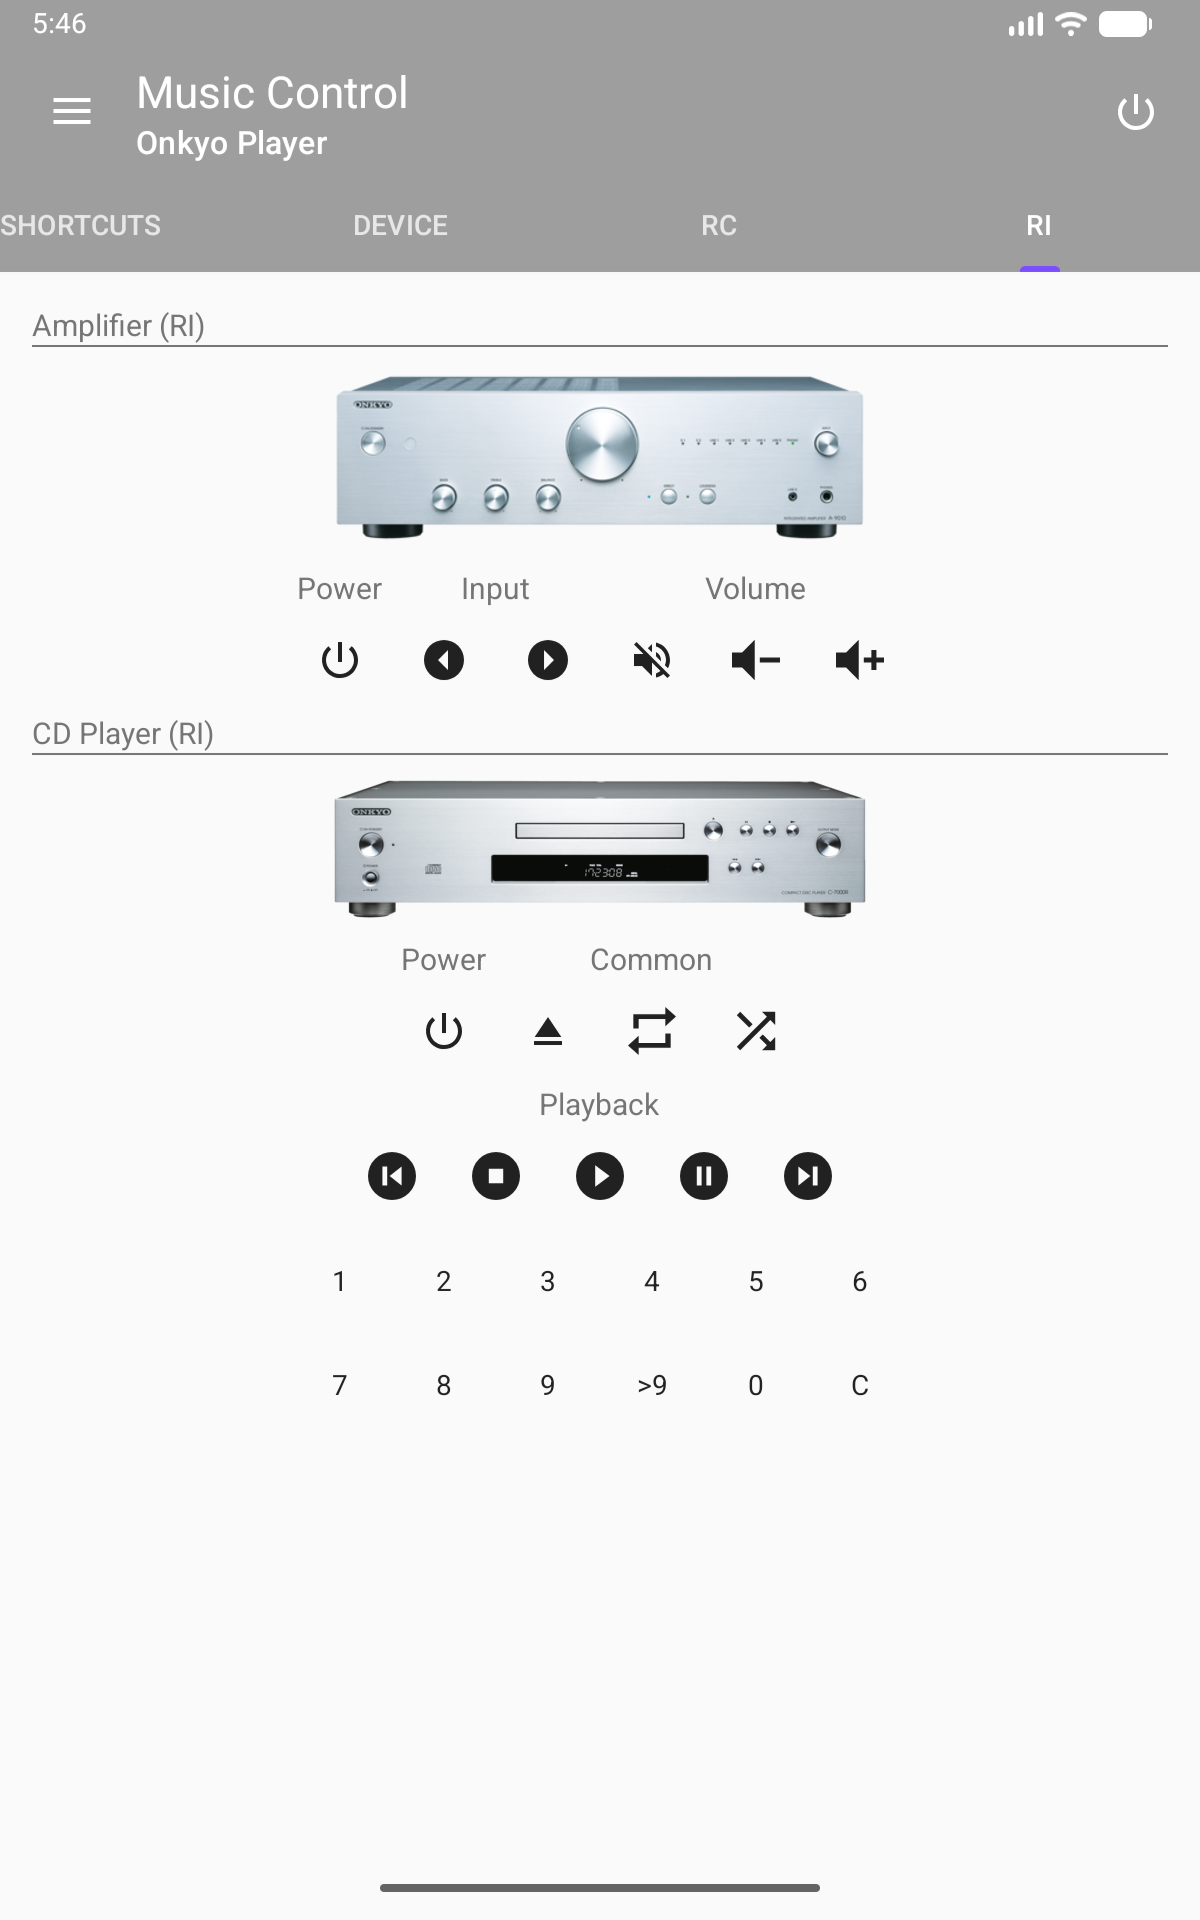 5:46
Music Control
Onkyo Player
SHORTCUTS DEVICE RC RI
Amplifier (RI)
ONKYO
Power Input Volume
CD Player (RI)
ONKYO
Power Common
Playback
1 2 3 4 5 6
7 8 9 >9 0 C